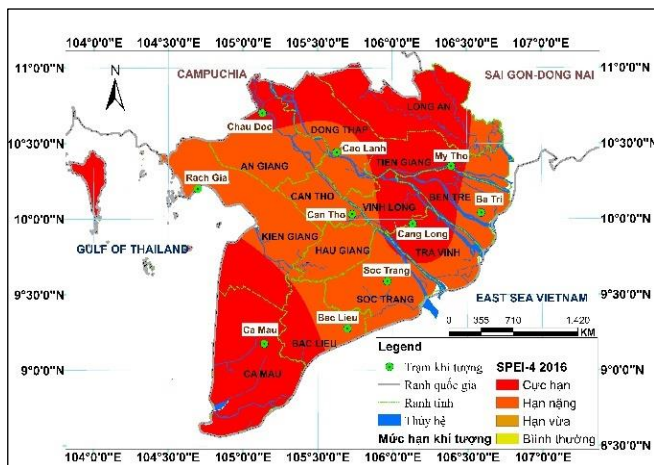 104°0'0"E 104°30'0"E 105°0'0"E 105°30'0"E 106°0'0"E 106°30'0"E 107°0'0"E
11°0'0"N
10°30'0"N
10°0'0"N
9°30'0"N
9°0'0"N
8°30'0"N
N
CAMPUCHIA
SAI GON-DONG NAI
LONG AN
Chau Doc
DONG THAP
Cao Lanh
TIEN GIANG
My Tho
AN GIANG
Rach Gia
CAN THO
VINH LONG
BEN TRE
Ba Tri
Can Tho
Cang Long
KIEN GIANG
HAU GIANG
TRA VINH
GULF OF THAILAND
Soc Trang
SOC TRANG
EAST SEA VIETNAM
Bac Lieu
Ca Mau
BAC LIEU
CA MAU
0 355 710 1,420
KM
Legend
Trạm khí tượng
Ranh quốc gia
Ranh tỉnh
Thủy hệ
Mức hạn khí tượng
SPEI-4 2016
Cực hạn
Hạn nặng
Hạn vừa
Bình thường
11°0'0"N
10°30'0"N
10°0'0"N
9°30'0"N
9°0'0"N
8°30'0"N
104°0'0"E 104°30'0"E 105°0'0"E 105°30'0"E 106°0'0"E 106°30'0"E 107°0'0"E